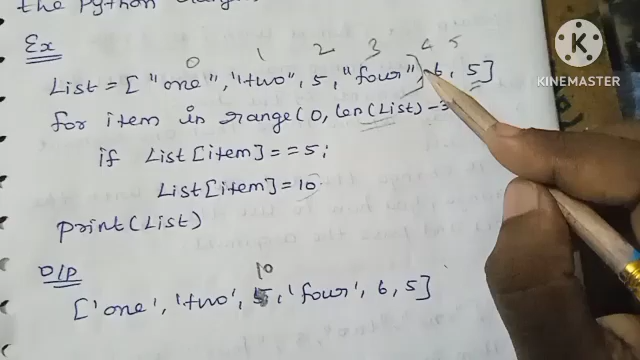 the Python
Ex
0 1 2 3 4 5
List = ["one", "two", 5, "four", 6, 5]
for item in range(0, len(List) -3
if List[item] == 5;
List[item] = 10
print(List)
O/P
10
['one', 'two', 5, 'four', 6, 5]
KINEMASTER